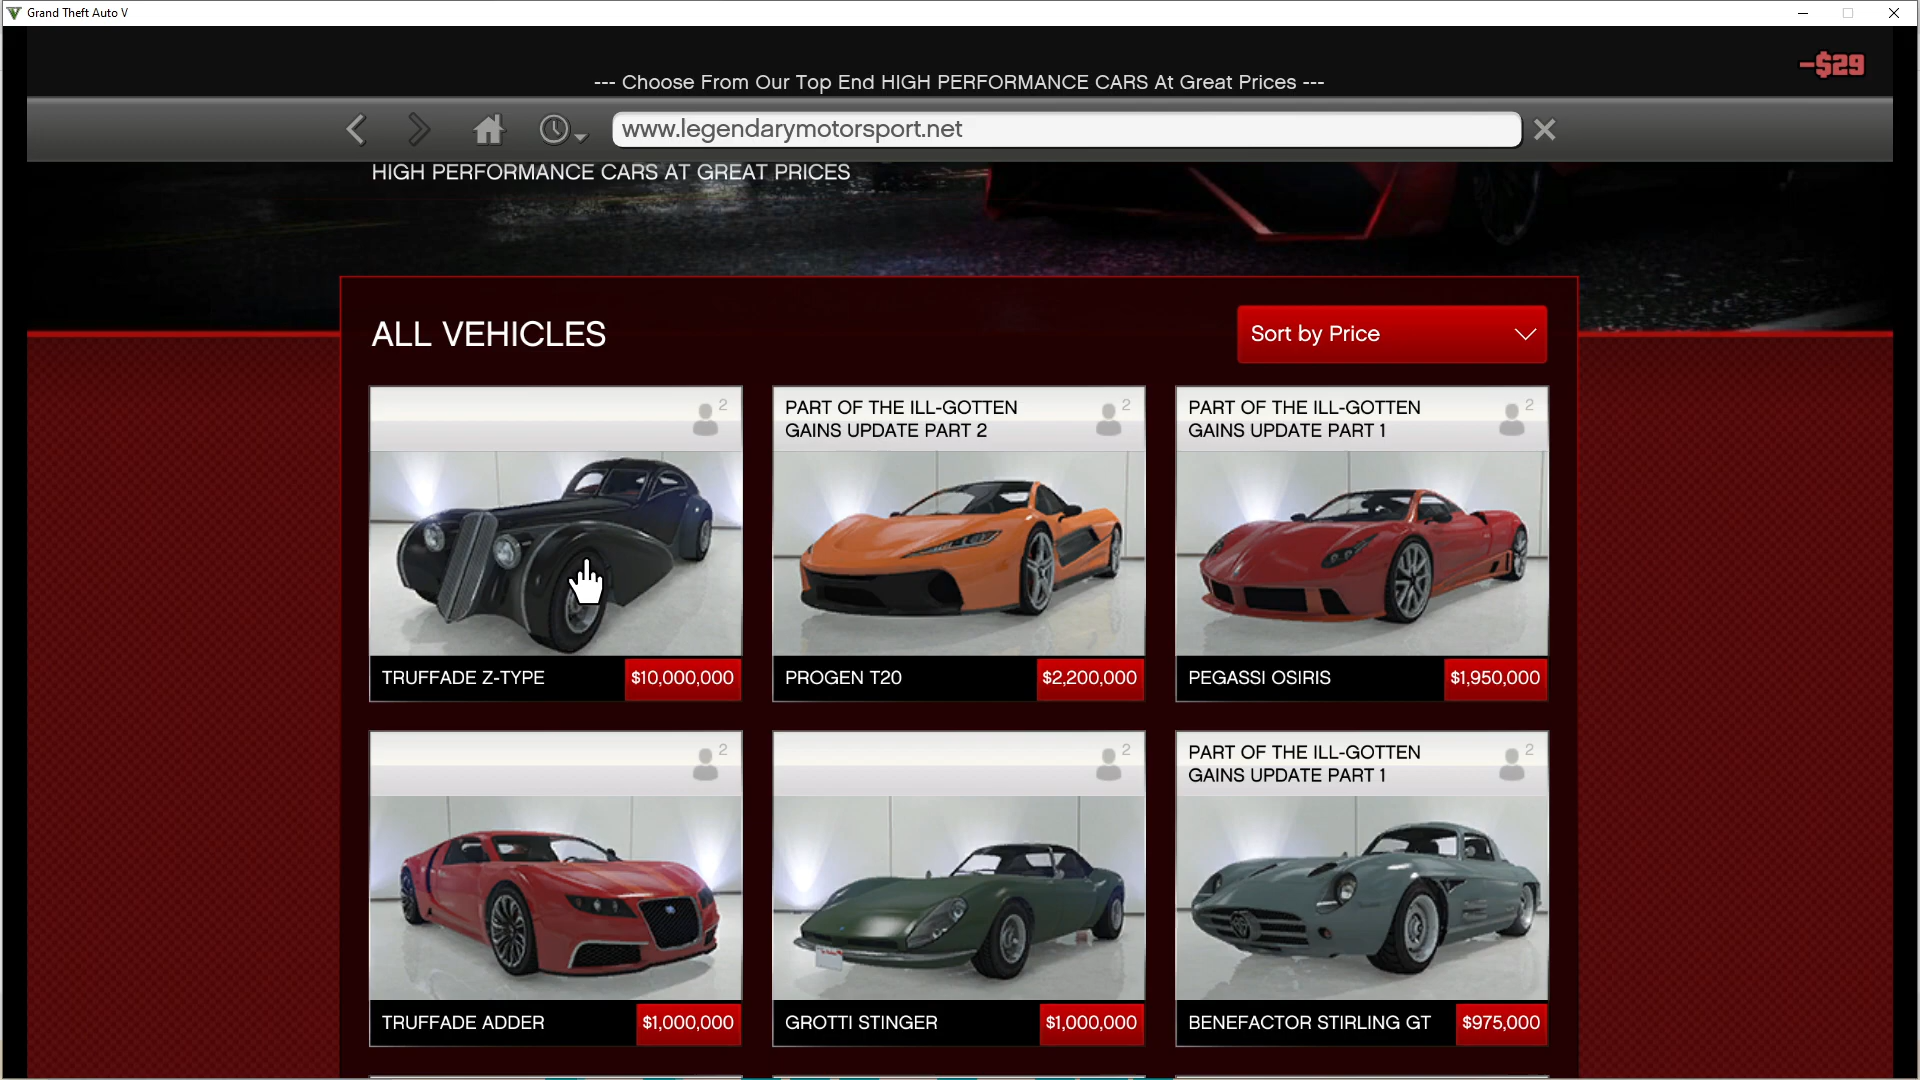 Grand Theft Auto V
-$29
--- Choose From Our Top End HIGH PERFORMANCE CARS At Great Prices ---
www.legendarymotorsport.net
HIGH PERFORMANCE CARS AT GREAT PRICES
ALL VEHICLES
Sort by Price
2
PART OF THE ILL-GOTTEN
GAINS UPDATE PART 2
2
PART OF THE ILL-GOTTEN
GAINS UPDATE PART 1
2
TRUFFADE Z-TYPE
$10,000,000
PROGEN T20
$2,200,000
PEGASSI OSIRIS
$1,950,000
2
2
PART OF THE ILL-GOTTEN
GAINS UPDATE PART 1
2
TRUFFADE ADDER
$1,000,000
GROTTI STINGER
$1,000,000
BENEFACTOR STIRLING GT
$975,000